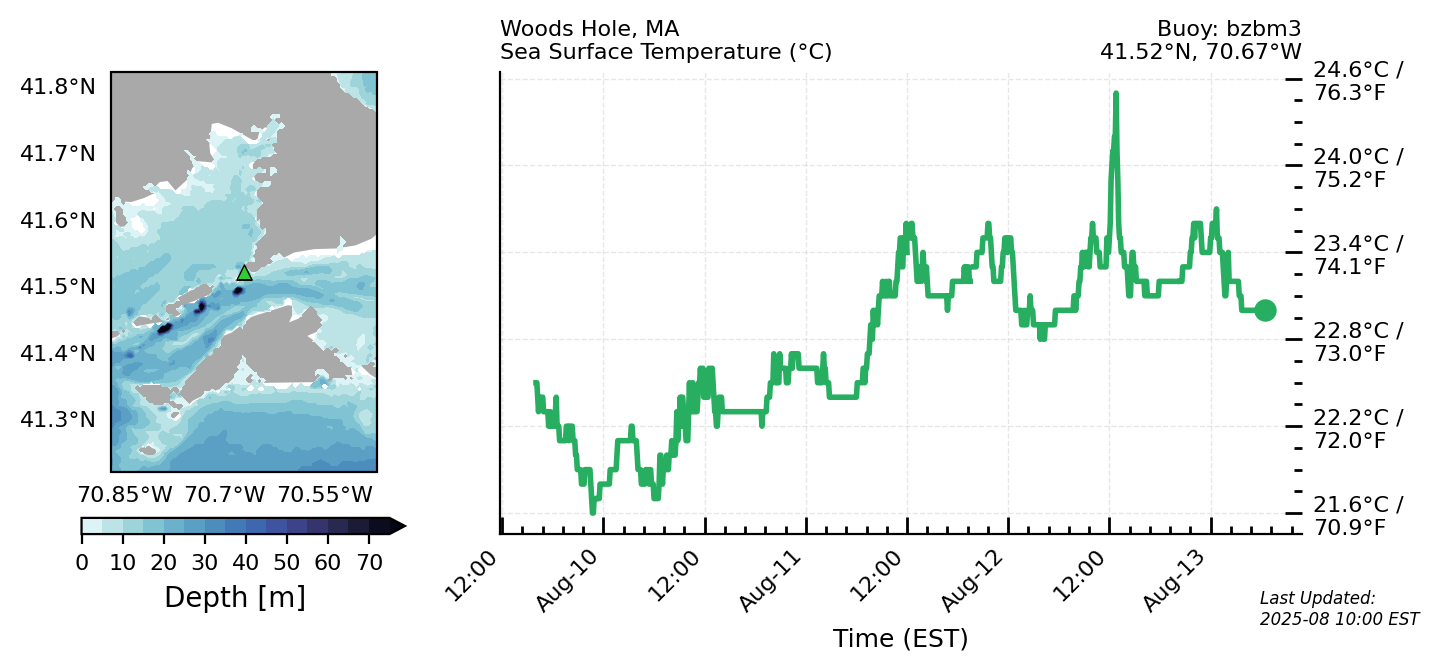 Woods Hole, MA
Sea Surface Temperature (°C)
Buoy: bzbm3
41.52°N, 70.67°W
41.8°N
41.7°N
41.6°N
41.5°N
41.4°N
41.3°N
70.85°W 70.7°W 70.55°W
0 10 20 30 40 50 60 70
Depth [m]
24.6°C /
76.3°F
24.0°C /
75.2°F
23.4°C /
74.1°F
22.8°C /
73.0°F
22.2°C /
72.0°F
21.6°C /
70.9°F
12:00 Aug-10 12:00 Aug-11 12:00 Aug-12 12:00 Aug-13
Time (EST)
Last Updated:
2025-08 10:00 EST